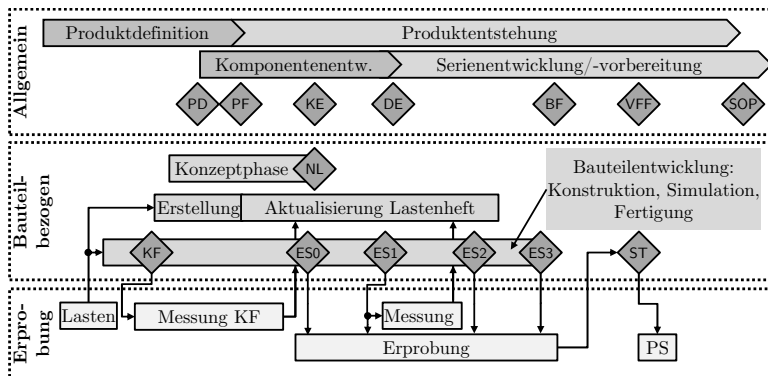 Allgemein
Produktdefinition
Produktentstehung
Komponentenentw.
Serienentwicklung/-vorbereitung
PD
PF
KE
DE
BF
VFF
SOP
Bauteil-
bezogen
Konzeptphase
NL
Bauteilentwicklung:
Konstruktion, Simulation,
Fertigung
Erstellung
Aktualisierung Lastenheft
KF
ES0
ES1
ES2
ES3
ST
Erpro-
bung
Lasten
Messung KF
Messung
Erprobung
PS